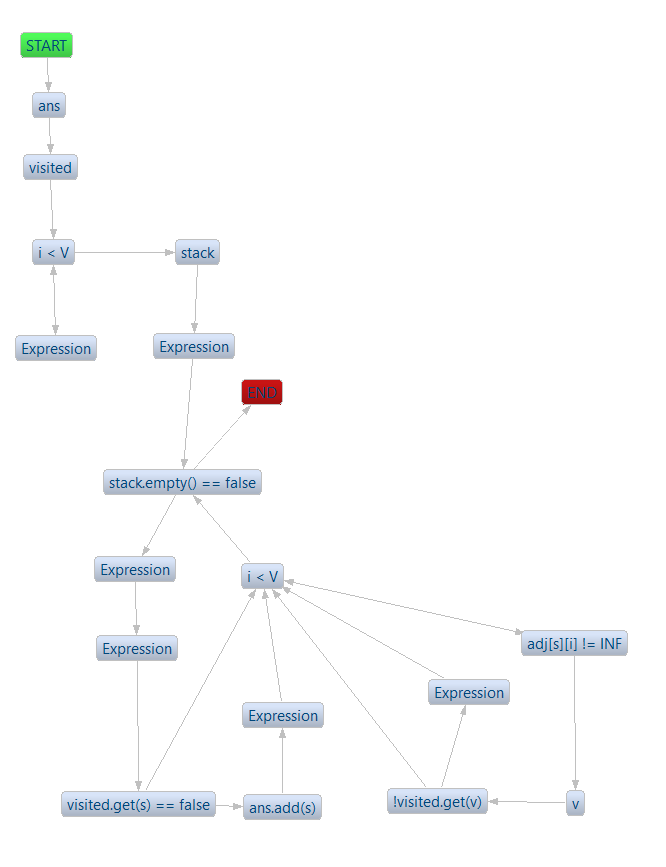 START
ans
visited
i < V
stack
Expression
Expression
END
stack.empty() == false
Expression
i < V
Expression
adj[s][i] != INF
Expression
Expression
visited.get(s) == false
ans.add(s)
!visited.get(v)
v